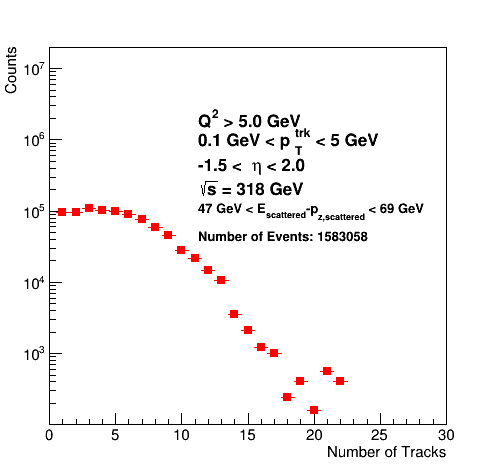 Counts
10^7
10^6
10^5
10^4
10^3
Q^2 > 5.0 GeV
0.1 GeV < p_T^trk < 5 GeV
-1.5 < η < 2.0
√s = 318 GeV
47 GeV < E_scattered-p_z,scattered < 69 GeV
Number of Events: 1583058
0 5 10 15 20 25 30
Number of Tracks